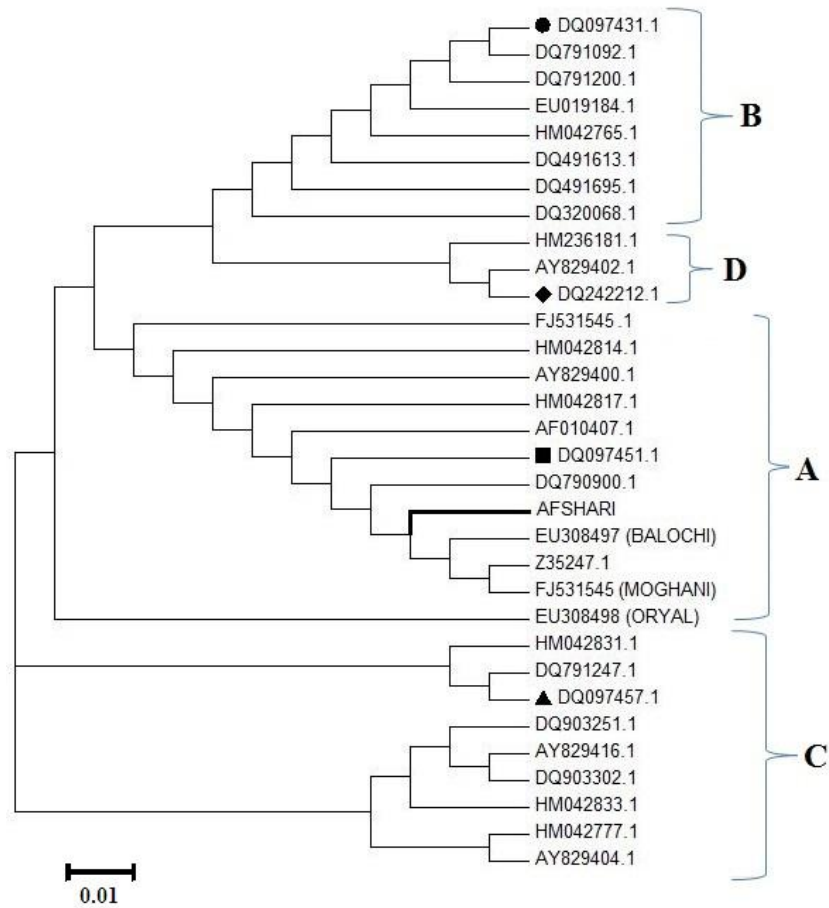 DQ097431.1
DQ791092.1
DQ791200.1
EU019184.1
HM042765.1
DQ491613.1
DQ491695.1
DQ320068.1
B
HM236181.1
AY829402.1
DQ242212.1
D
FJ531545 .1
HM042814.1
AY829400.1
HM042817.1
AF010407.1
DQ097451.1
DQ790900.1
AFSHARI
EU308497 (BALOCHI)
Z35247.1
FJ531545 (MOGHANI)
EU308498 (ORYAL)
A
HM042831.1
DQ791247.1
DQ097457.1
DQ903251.1
AY829416.1
DQ903302.1
HM042833.1
HM042777.1
AY829404.1
C
0.01